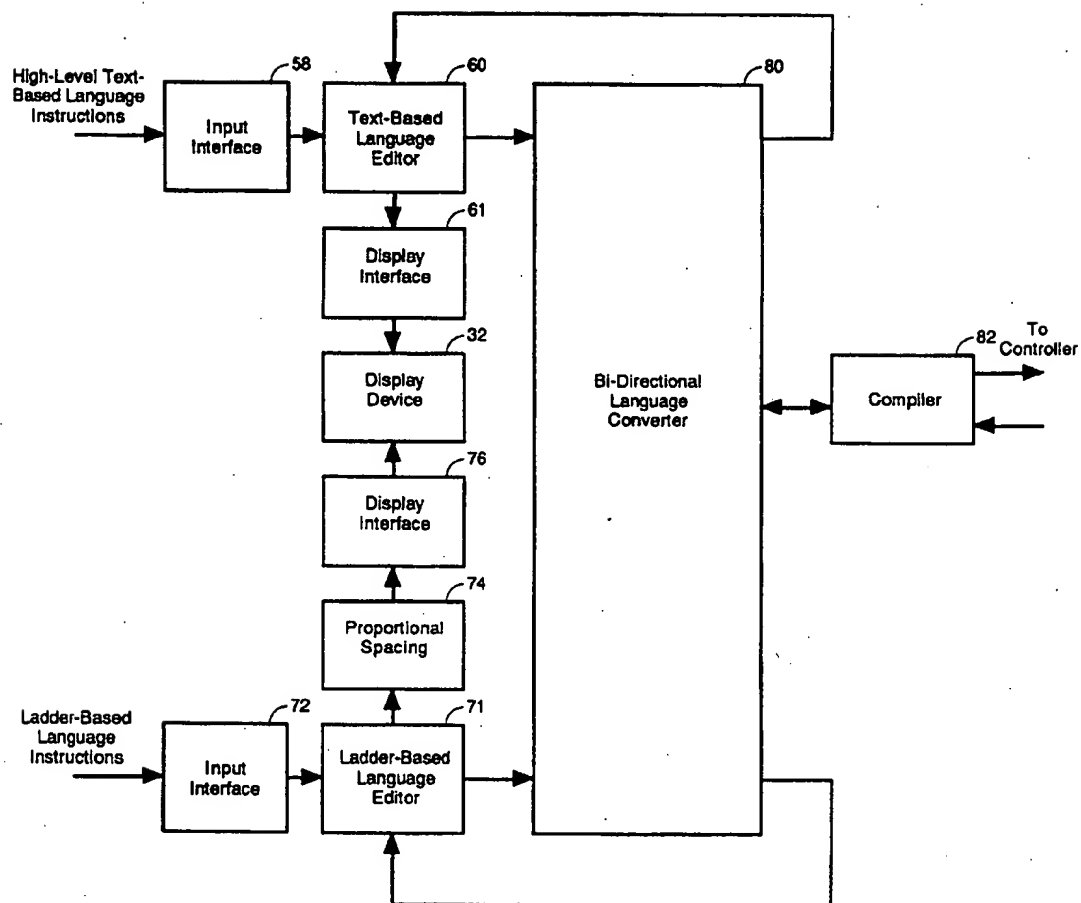 58
High-Level Text-
Based Language
Instructions
Input
Interface
60
Text-Based
Language
Editor
80
61
Display
Interface
32
Display
Device
Bi-Directional
Language
Converter
82
To
Controller
Compiler
76
Display
Interface
74
Proportional
Spacing
Ladder-Based
Language
Instructions
72
Input
Interface
71
Ladder-Based
Language
Editor